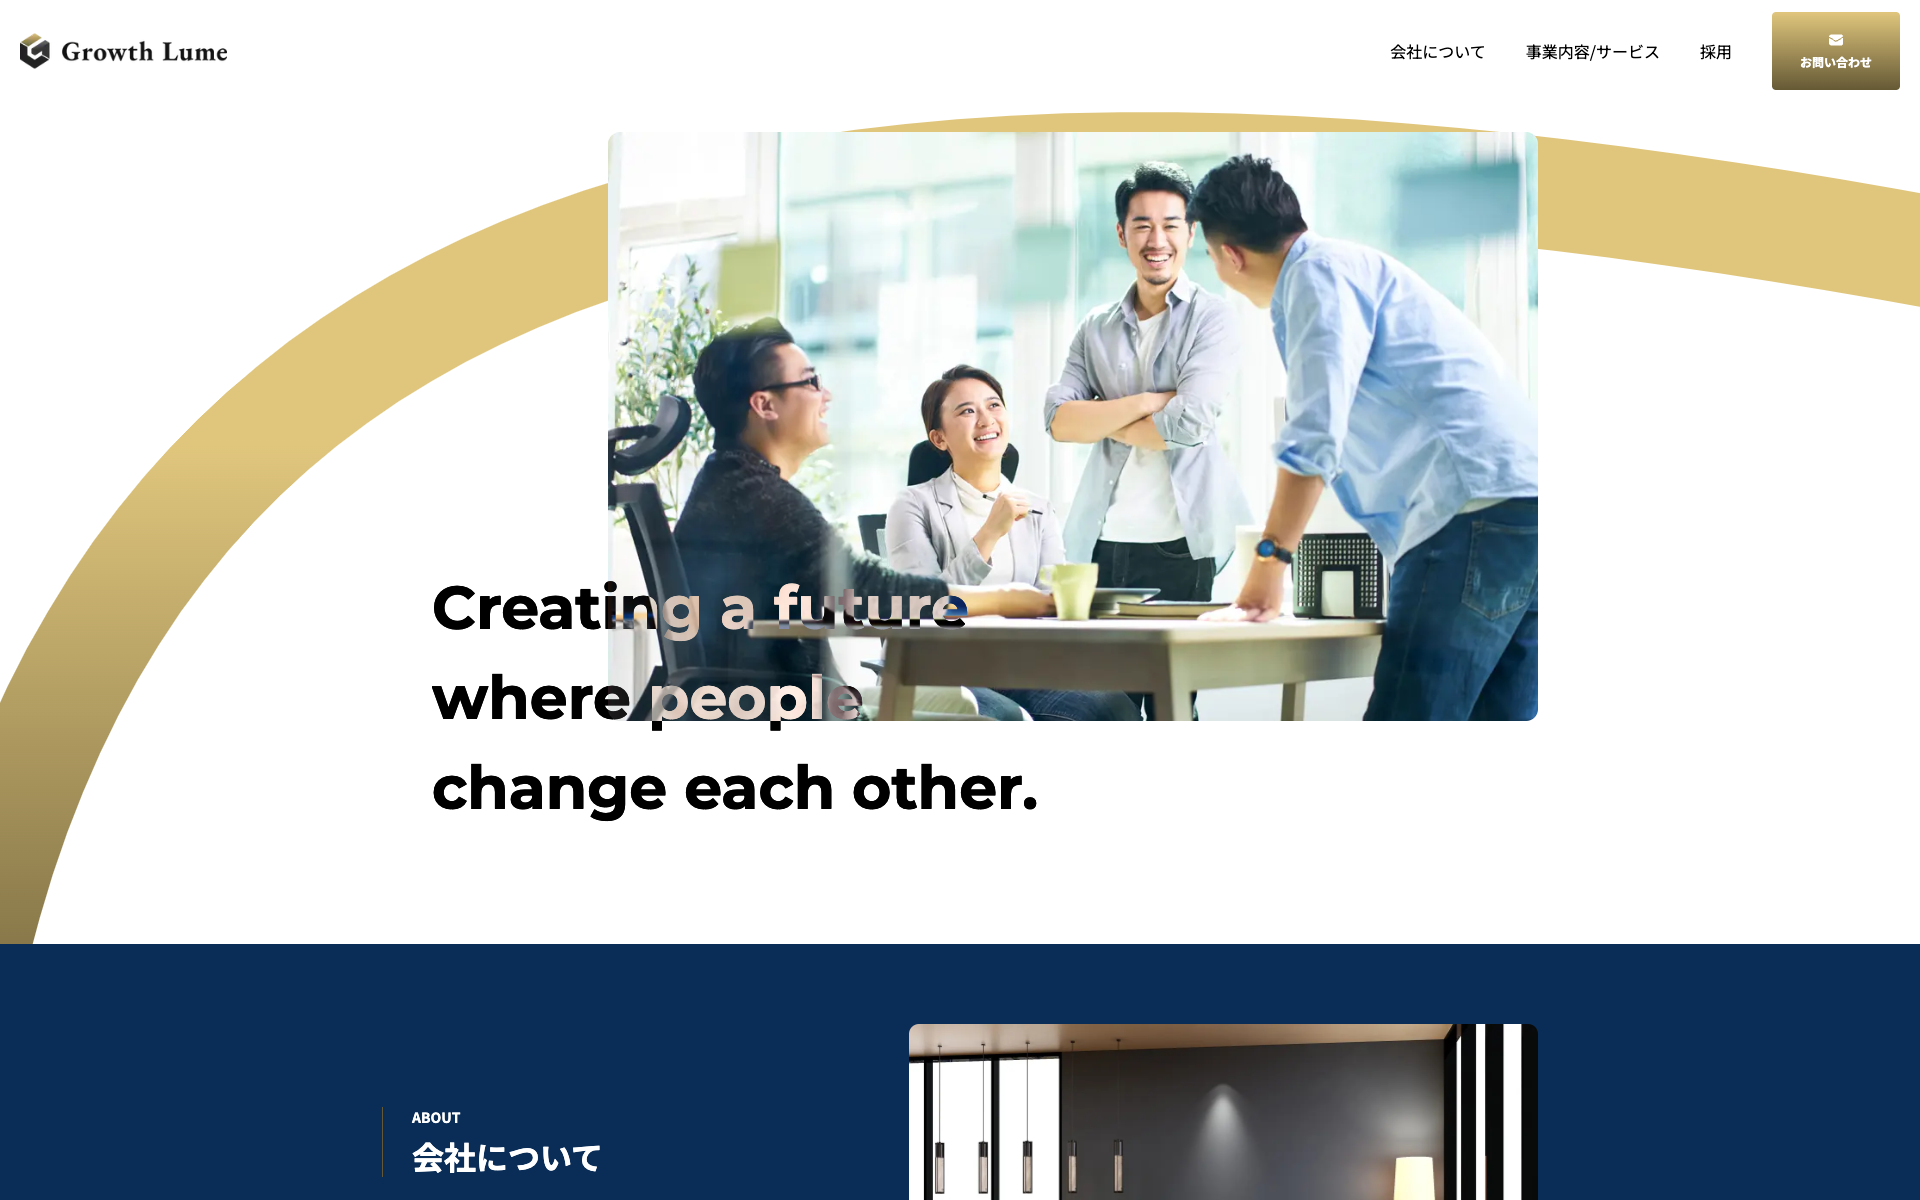 Growth Lume
会社について
事業内容/サービス
採用
お問い合わせ
Creating a future
where people
change each other.
ABOUT
会社について